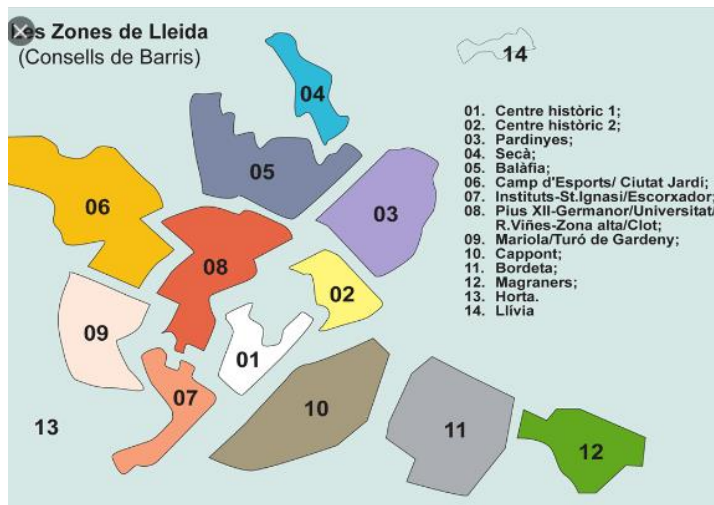 Les Zones de Lleida
(Consells de Barris)
14
04
05
06
03
08
02
09
01
07
10
13
11
12
01. Centre històric 1;
02. Centre històric 2;
03. Pardinyes;
04. Secà;
05. Balàfia;
06. Camp d'Esports/ Ciutat Jardí;
07. Instituts-St.Ignasi/Escorxador;
08. Pius XII-Germanor/Universitat/
R.Viñes-Zona alta/Clot;
09. Mariola/Turó de Gardeny;
10. Cappont;
11. Bordeta;
12. Magraners;
13. Horta.
14. Llívia